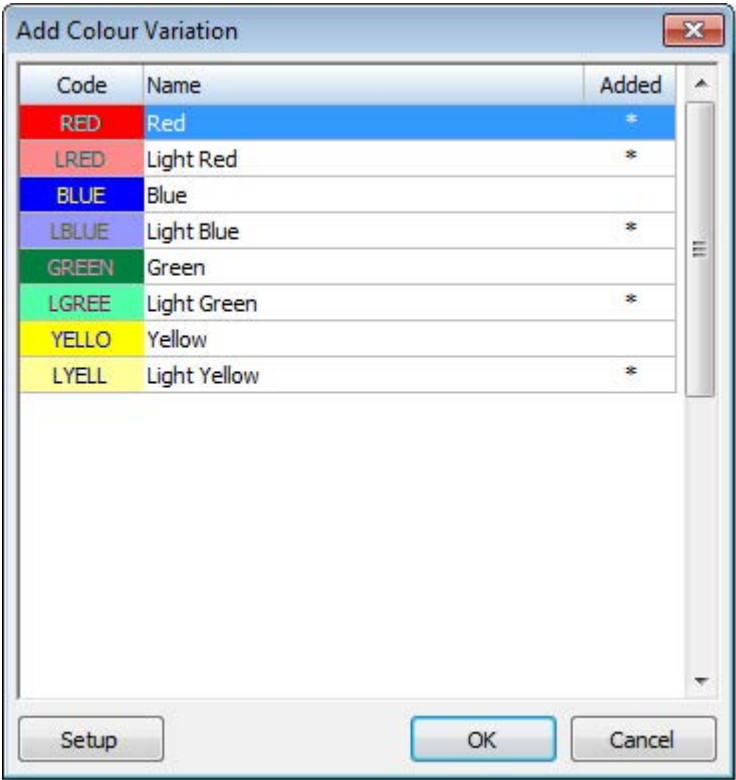 Add Colour Variation
Code Name Added
RED Red *
LRED Light Red *
BLUE Blue
LBLUE Light Blue *
GREEN Green
LGREE Light Green *
YELLO Yellow
LYELL Light Yellow *
Setup OK Cancel